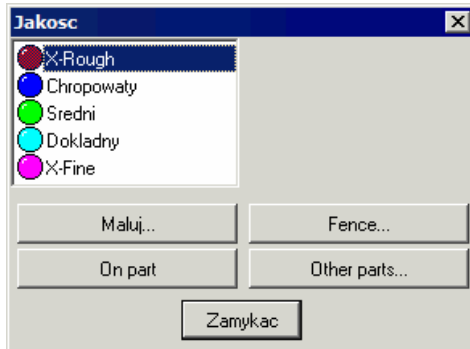 Jakosc
X-Rough
Chropowaty
Sredni
Dokladny
X-Fine
Maluj... Fence...
On part Other parts...
Zamykac